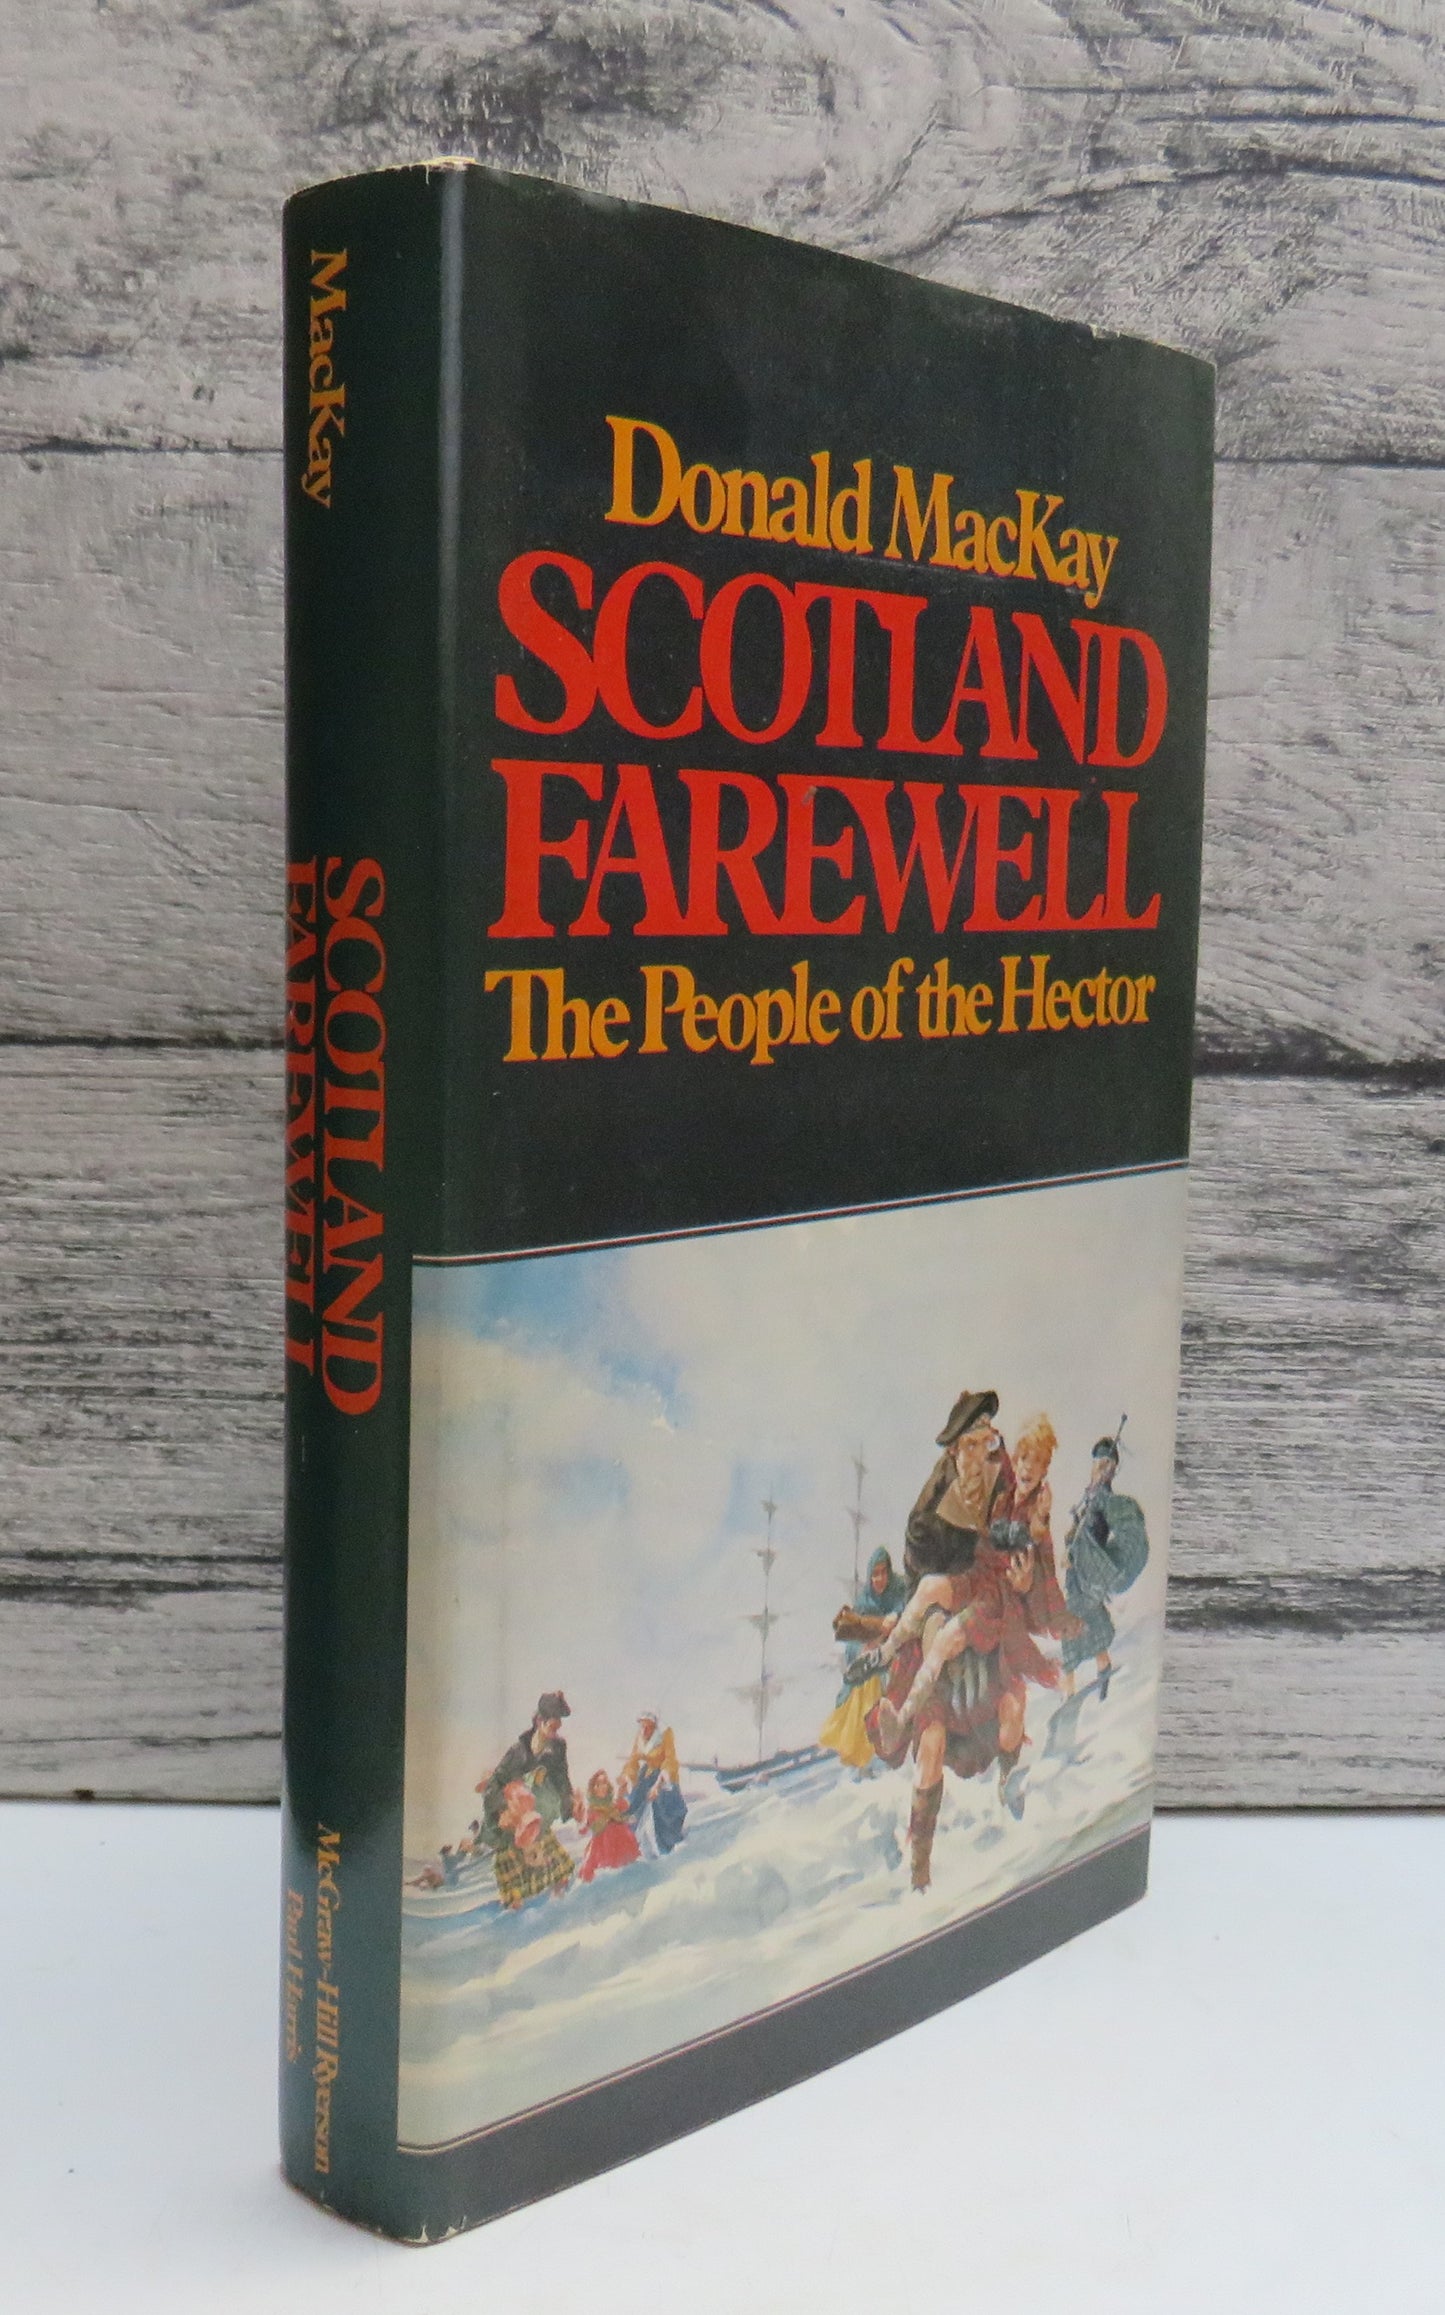 MacKay
SCOTLAND
FAREWELL
McGraw-Hill Ryerson
Paul Harris
Donald MacKay
SCOTLAND
FAREWELL
The People of the Hector